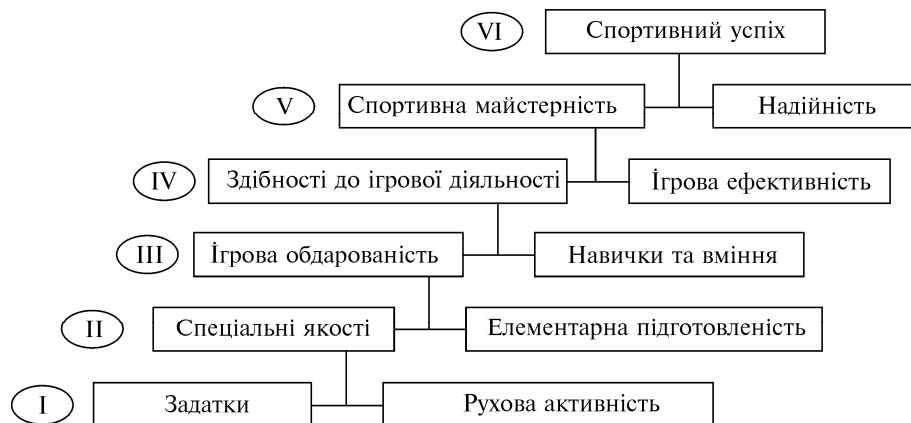 VI Спортивний успіх
V Спортивна майстерність Надійність
IV Здібності до ігрової діяльності Ігрова ефективність
III Ігрова обдарованість Навички та вміння
II Спеціальні якості Елементарна підготовленість
I Задатки Рухова активність